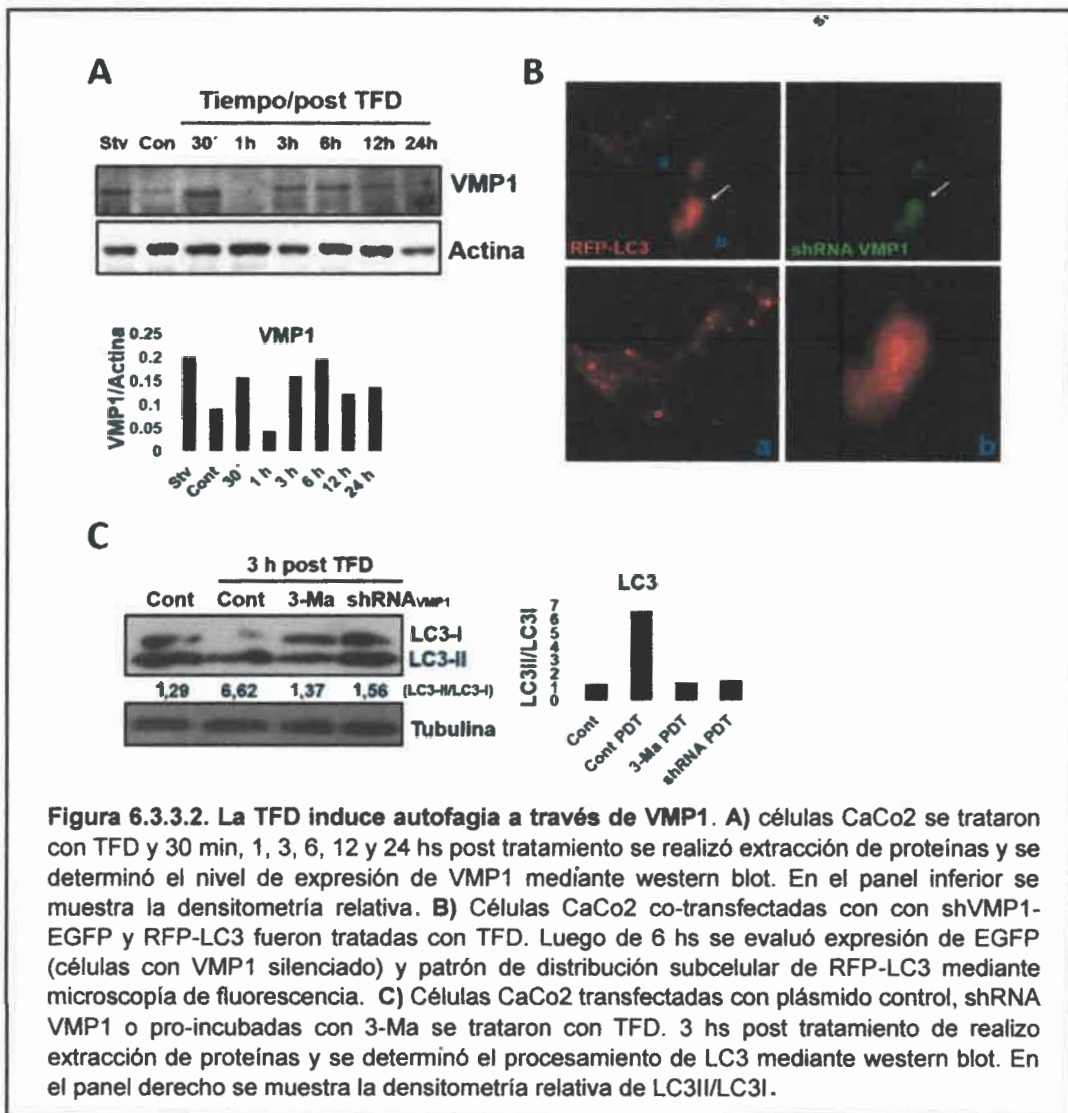 A
Tiempo/post TFD
Stv Con 30´ 1h 3h 6h 12h 24h
VMP1
Actina
VMP1
VMP1/Actina
0.25
0.2
0.15
0.1
0.05
0
Stv Cont 30´ 1 h 3 h 6 h 12 h 24 h
B
a
b
RFP-LC3
shRNA VMP1
a
b
C
3 h post TFD
Cont Cont 3-Ma shRNAVMP1
LC3-I
LC3-II
1,29 6,62 1,37 1,56 (LC3-II/LC3-I)
Tubulina
LC3
LC3II/LC3I
7
6
5
4
3
2
1
0
Cont
Cont PDT
3-Ma PDT
shRNA PDT
Figura 6.3.3.2. La TFD induce autofagia a través de VMP1. A) células CaCo2 se trataron
con TFD y 30 min, 1, 3, 6, 12 y 24 hs post tratamiento se realizó extracción de proteínas y se
determinó el nivel de expresión de VMP1 mediante western blot. En el panel inferior se
muestra la densitometría relativa. B) Células CaCo2 co-transfectadas con con shVMP1-
EGFP y RFP-LC3 fueron tratadas con TFD. Luego de 6 hs se evaluó expresión de EGFP
(células con VMP1 silenciado) y patrón de distribución subcelular de RFP-LC3 mediante
microscopía de fluorescencia. C) Células CaCo2 transfectadas con plásmido control, shRNA
VMP1 o pro-incubadas con 3-Ma se trataron con TFD. 3 hs post tratamiento de realizo
extracción de proteínas y se determinó el procesamiento de LC3 mediante western blot. En
el panel derecho se muestra la densitometría relativa de LC3II/LC3I.